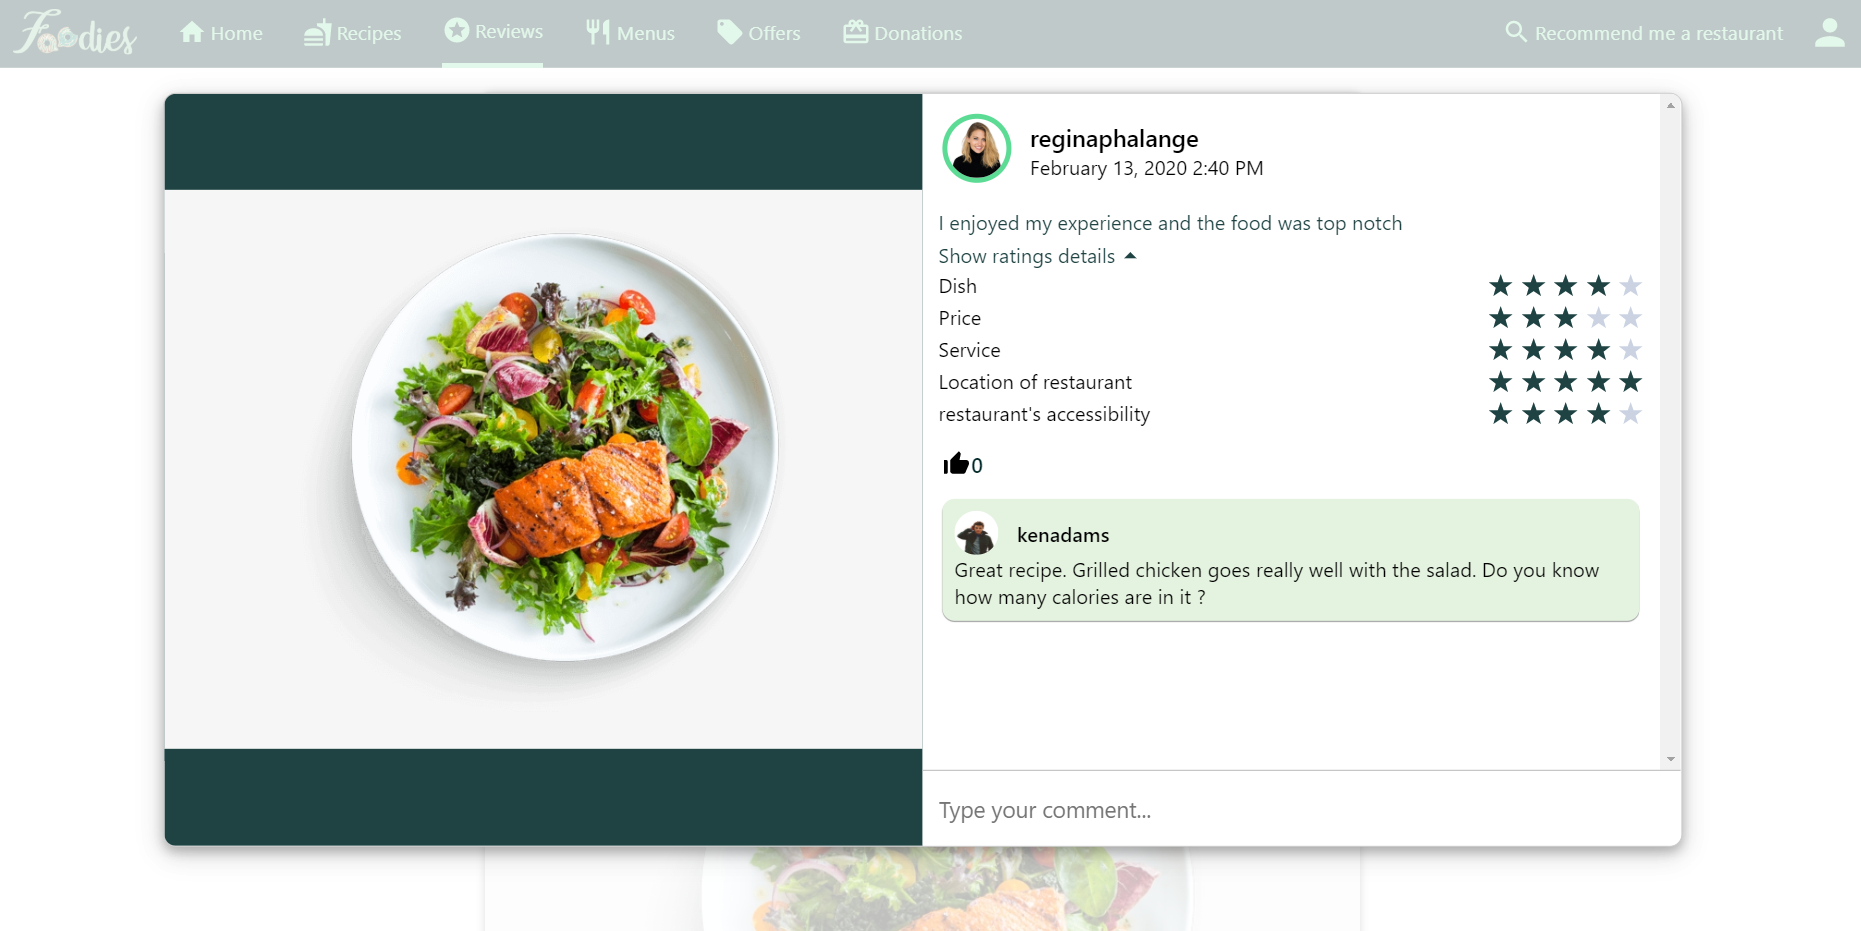 Foodies
Home
Recipes
Reviews
Menus
Offers
Donations
Recommend me a restaurant
reginaphalange
February 13, 2020 2:40 PM
I enjoyed my experience and the food was top notch
Show ratings details
Dish
Price
Service
Location of restaurant
restaurant's accessibility
0
kenadams
Great recipe. Grilled chicken goes really well with the salad. Do you know
how many calories are in it ?
Type your comment...